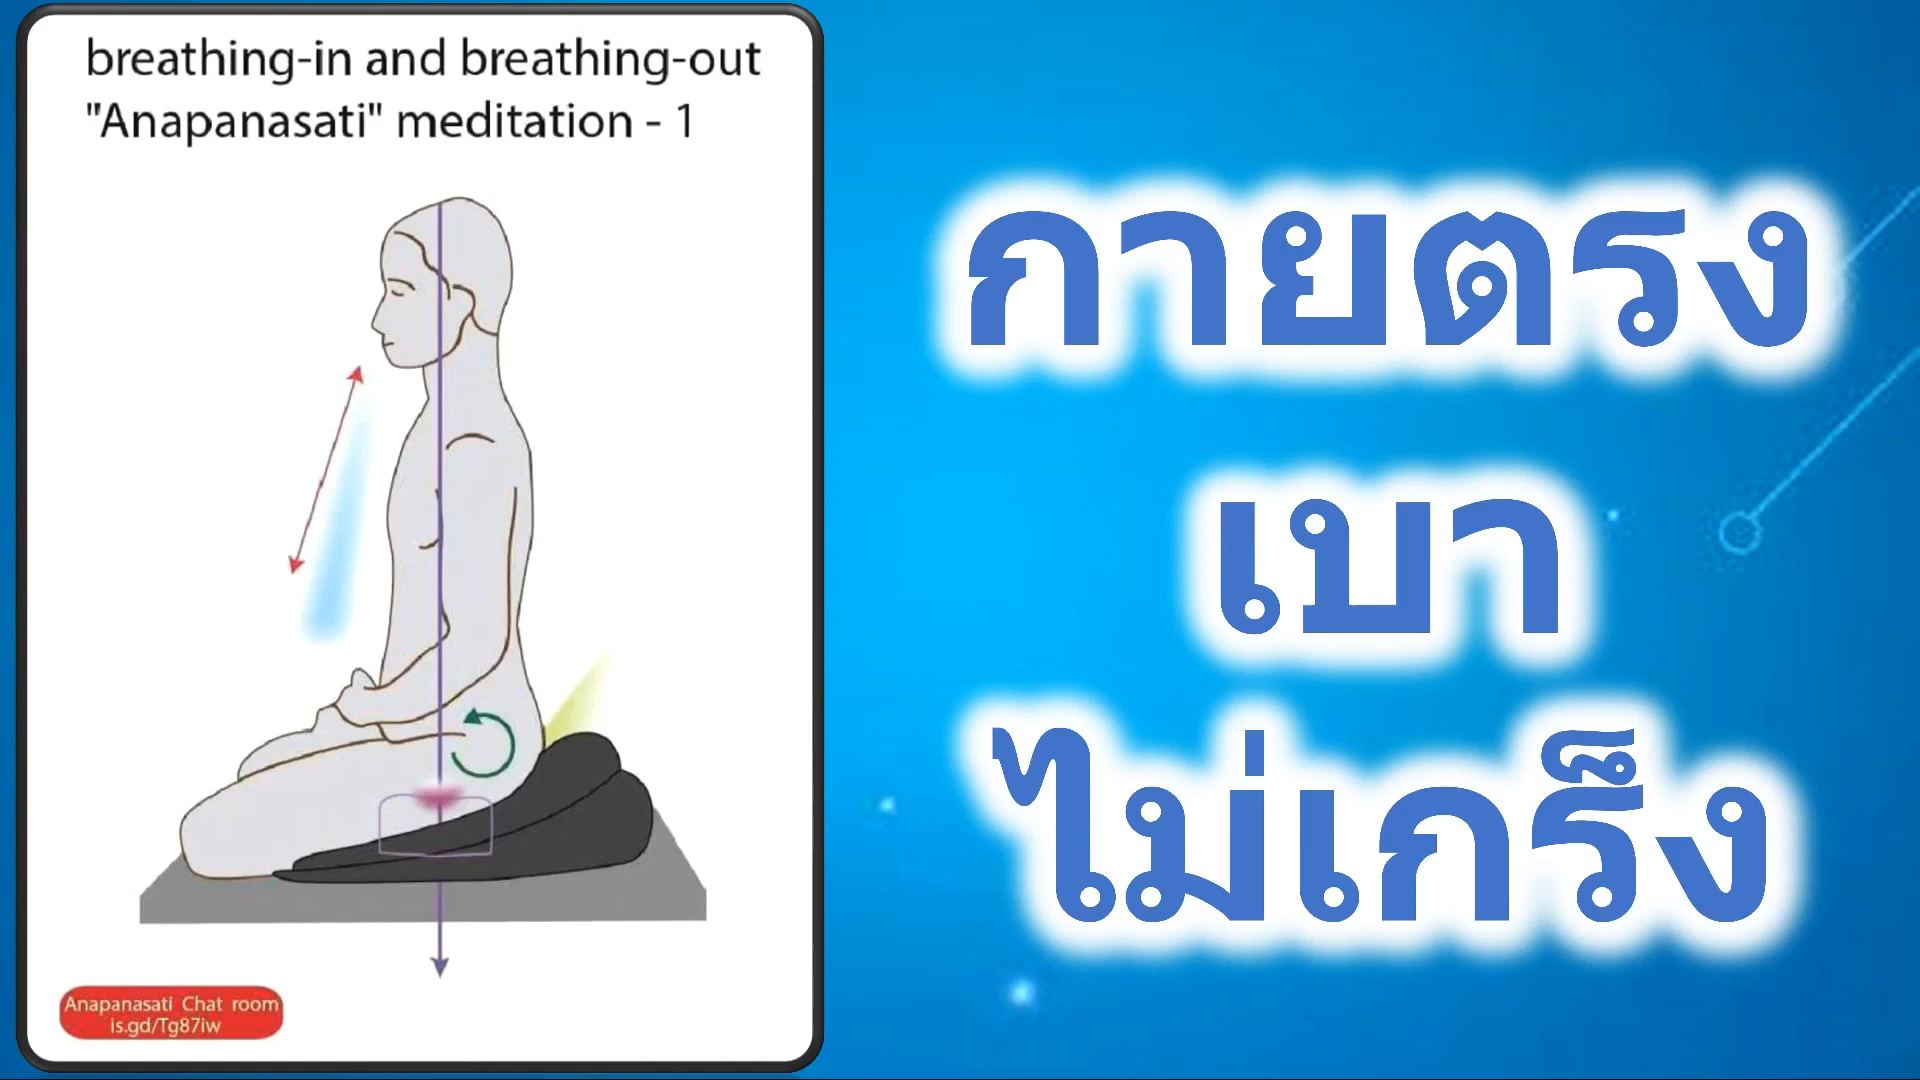 breathing-in and breathing-out
"Anapanasati" meditation - 1
Anapanasati Chat room
is.gd/Tg87iw
กายตรง
เบา
ไม่เกร็ง